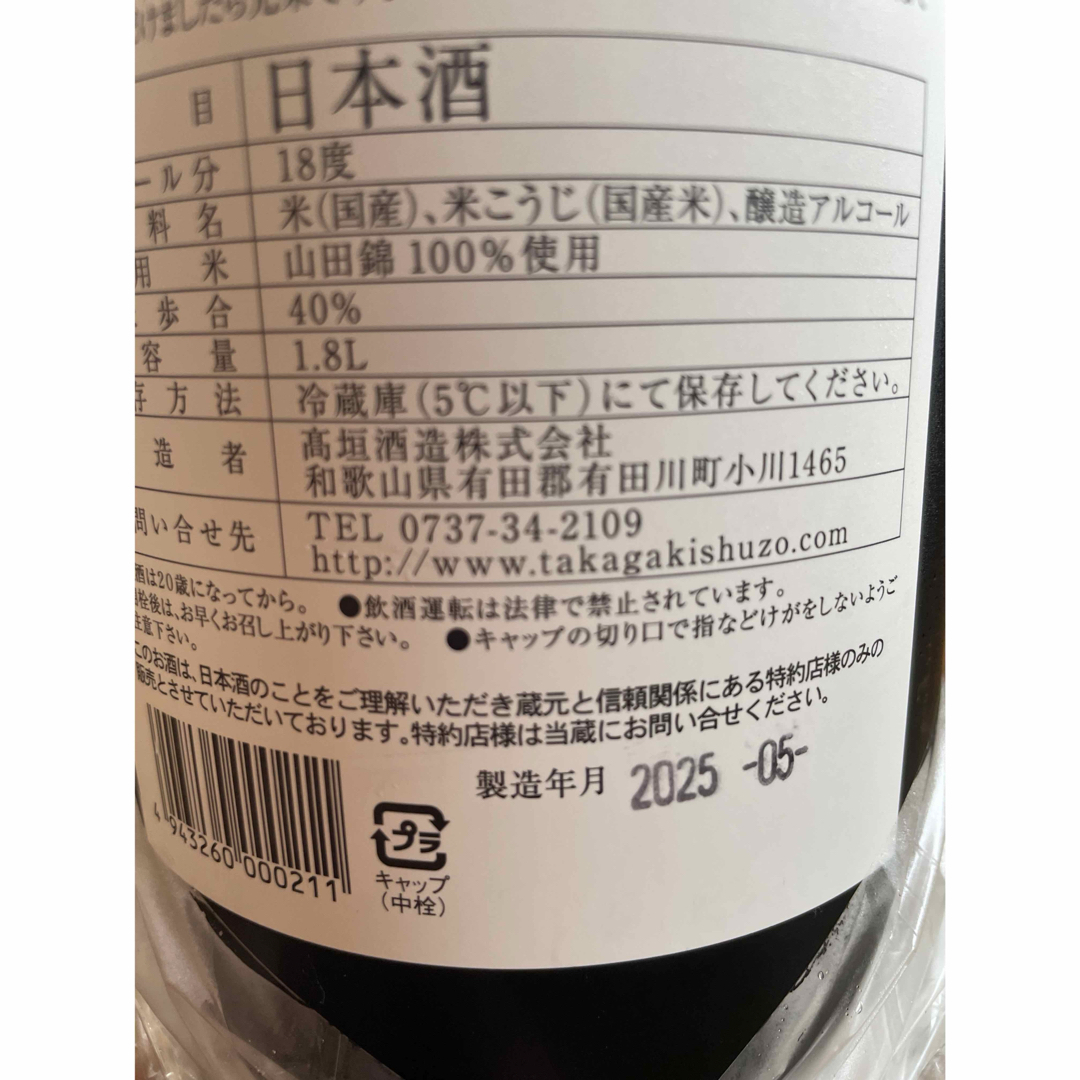 けましたら
目 日本酒
ール分 18度
料名 米(国産)、米こうじ(国産米)、醸造アルコール
用米 山田錦 100%使用
歩合 40%
容量 1.8L
存方法 冷蔵庫(5℃以下)にて保存してください。
造者 髙垣酒造株式会社
和歌山県有田郡有田川町小川1465
問い合せ先 TEL 0737-34-2109
http://www.takagakishuzo.com
酒は20歳になってから。 ●飲酒運転は法律で禁止されています。
栓後は、お早くお召し上がり下さい。 ●キャップの切り口で指などけがをしないようご
注意下さい。
このお酒は、日本酒のことをご理解いただき蔵元と信頼関係にある特約店様のみの
販売とさせていただいております。特約店様は当蔵にお問い合せください。
製造年月 2025 -05-
4 943260 000211
プラ
キャップ
(中栓)